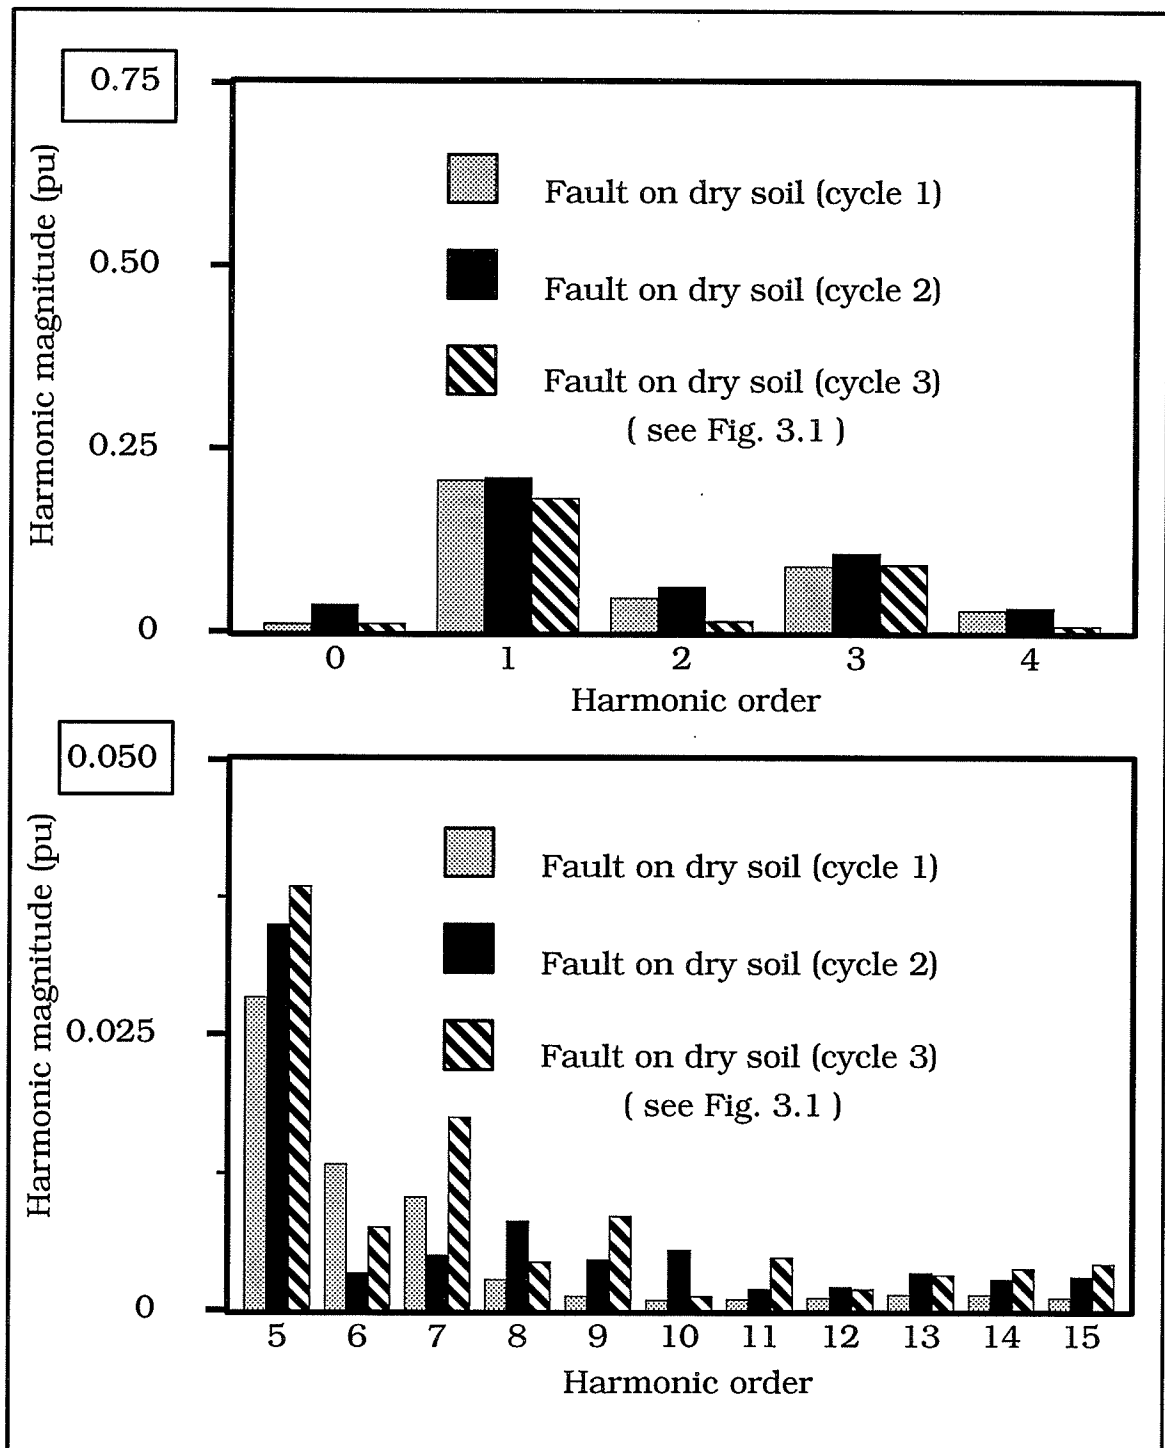 0.75
0.50
0.25
0
Harmonic magnitude (pu)
Fault on dry soil (cycle 1)
Fault on dry soil (cycle 2)
Fault on dry soil (cycle 3)
( see Fig. 3.1 )
0 1 2 3 4
Harmonic order
0.050
0.025
0
Harmonic magnitude (pu)
Fault on dry soil (cycle 1)
Fault on dry soil (cycle 2)
Fault on dry soil (cycle 3)
( see Fig. 3.1 )
5 6 7 8 9 10 11 12 13 14 15
Harmonic order